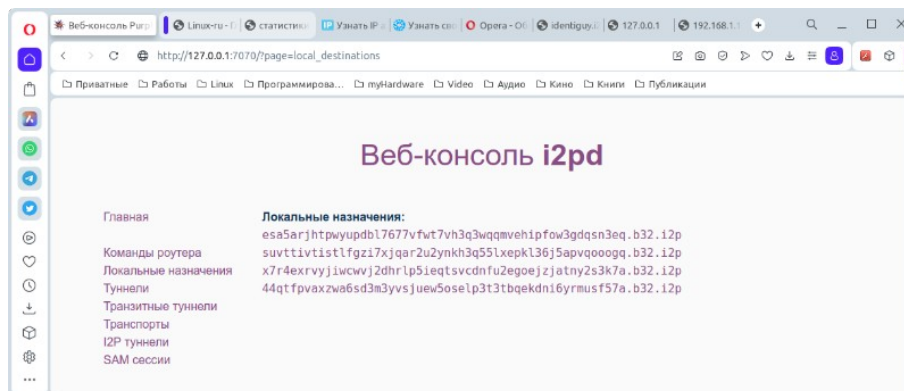 Веб-консоль Purp
Linux-ru - П
статистик
Узнать IP а
Узнать сво
Opera - Об
identiguy.i
127.0.0.1
192.168.1.1
http://127.0.0.1:7070/?page=local_destinations
Приватные
Работы
Linux
Программирова...
myHardware
Video
Аудио
Кино
Книги
Публикации
Веб-консоль i2pd
Главная
Команды роутера
Локальные назначения
Туннели
Транзитные туннели
Транспорты
I2P туннели
SAM сессии
Локальные назначения:
esa5arjhtpwyupdbl7677vfwt7vh3q3wqqmvehipfow3gdqsn3eq.b32.i2p
suvttivtistlfgzi7xjqar2u2ynkh3q55lxepkl36j5apvqooogq.b32.i2p
x7r4exrvyjiwcwvj2dhrlp5ieqtsvcdnfu2egoejzjatny2s3k7a.b32.i2p
44qtfpvaxzwa6sd3m3yvsjuew5oselp3t3tbqekdni6yrmusf57a.b32.i2p